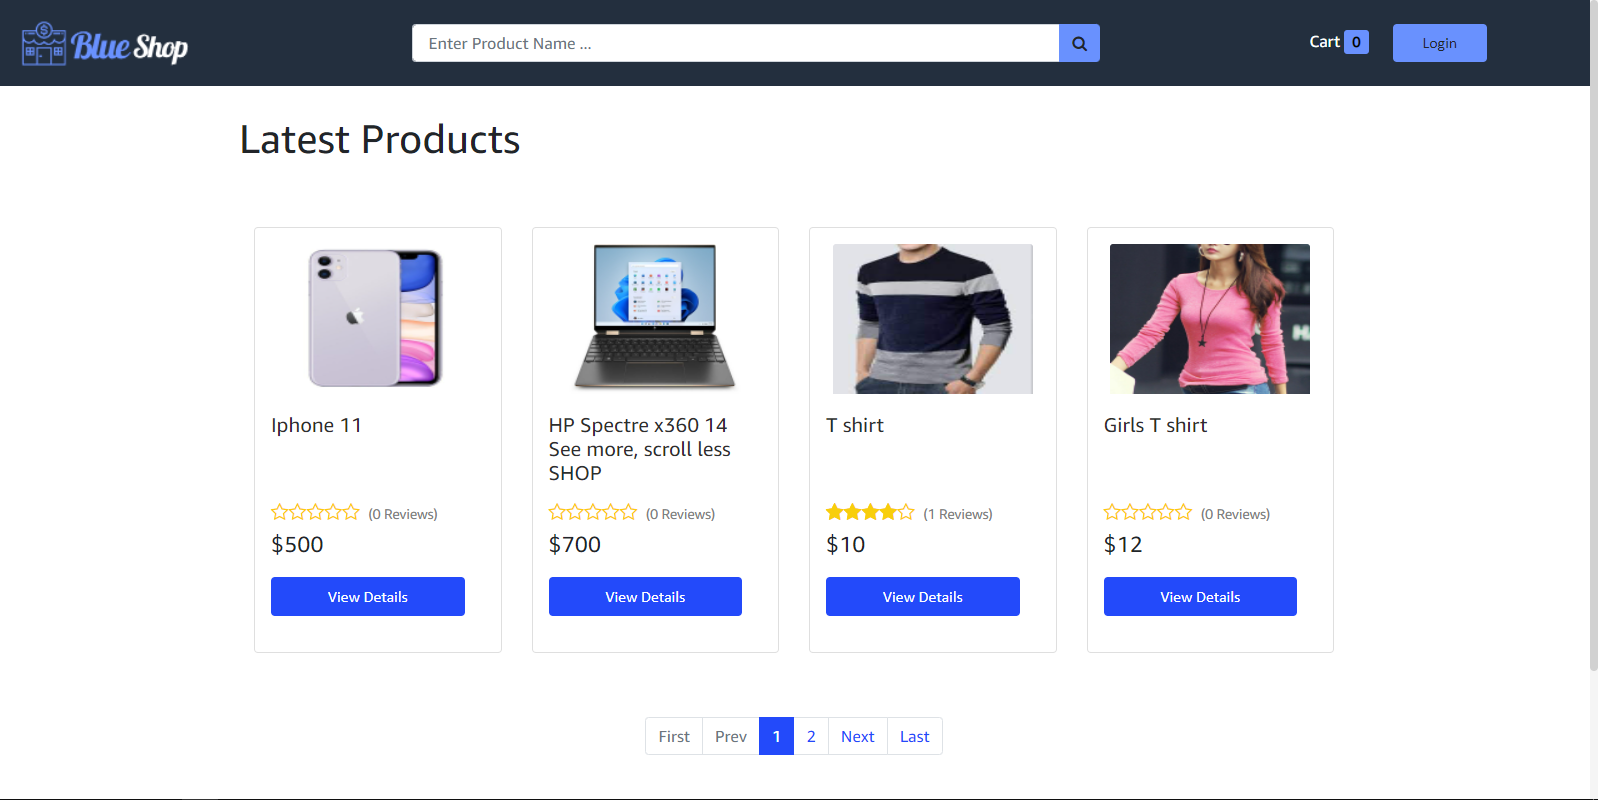 Blue Shop
Enter Product Name ...
Cart 0
Login
Latest Products
Iphone 11
(0 Reviews)
$500
View Details
HP Spectre x360 14
See more, scroll less
SHOP
(0 Reviews)
$700
View Details
T shirt
(1 Reviews)
$10
View Details
Girls T shirt
(0 Reviews)
$12
View Details
First Prev 1 2 Next Last